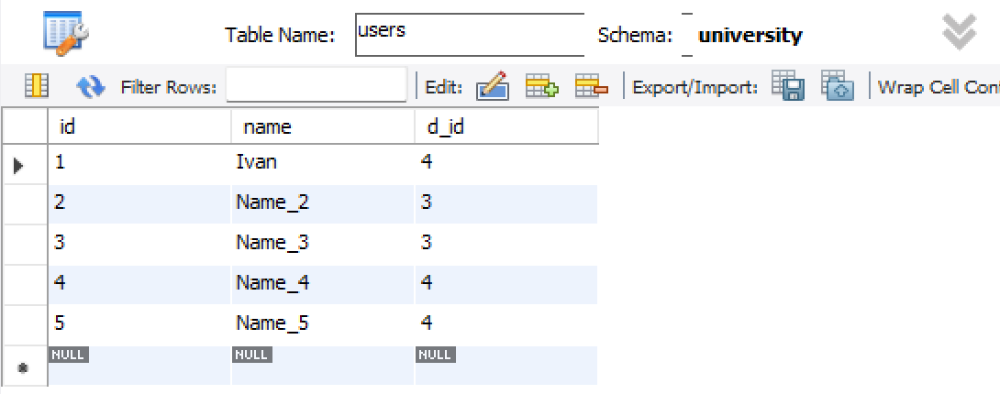 Table Name: users Schema: university
Filter Rows: Edit: Export/Import: Wrap Cell
id name d_id
1 Ivan 4
2 Name_2 3
3 Name_3 3
4 Name_4 4
5 Name_5 4
NULL NULL NULL